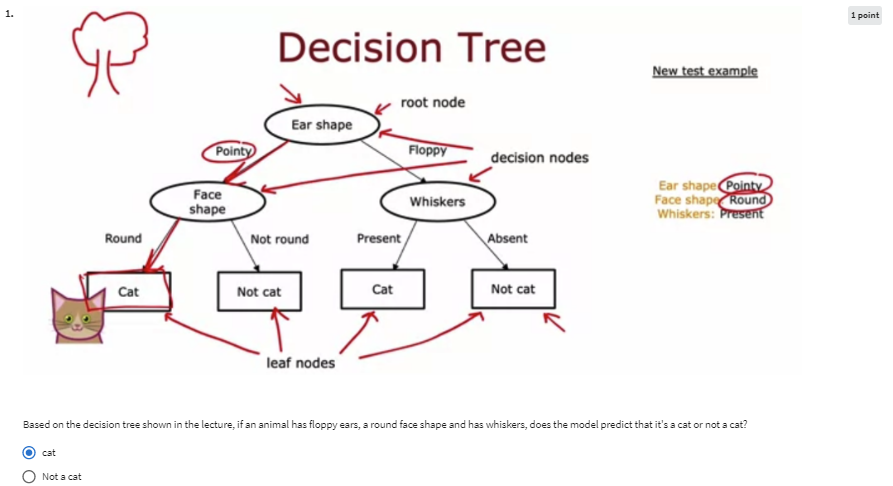 1.
1 point
Decision Tree
New test example
root node
Ear shape
Pointy
Floppy
decision nodes
Face
shape
Whiskers
Ear shape: Pointy
Face shape: Round
Whiskers: Present
Round
Not round
Present
Absent
Cat
Not cat
Cat
Not cat
leaf nodes
Based on the decision tree shown in the lecture, if an animal has floppy ears, a round face shape and has whiskers, does the model predict that it's a cat or not a cat?
cat
Not a cat